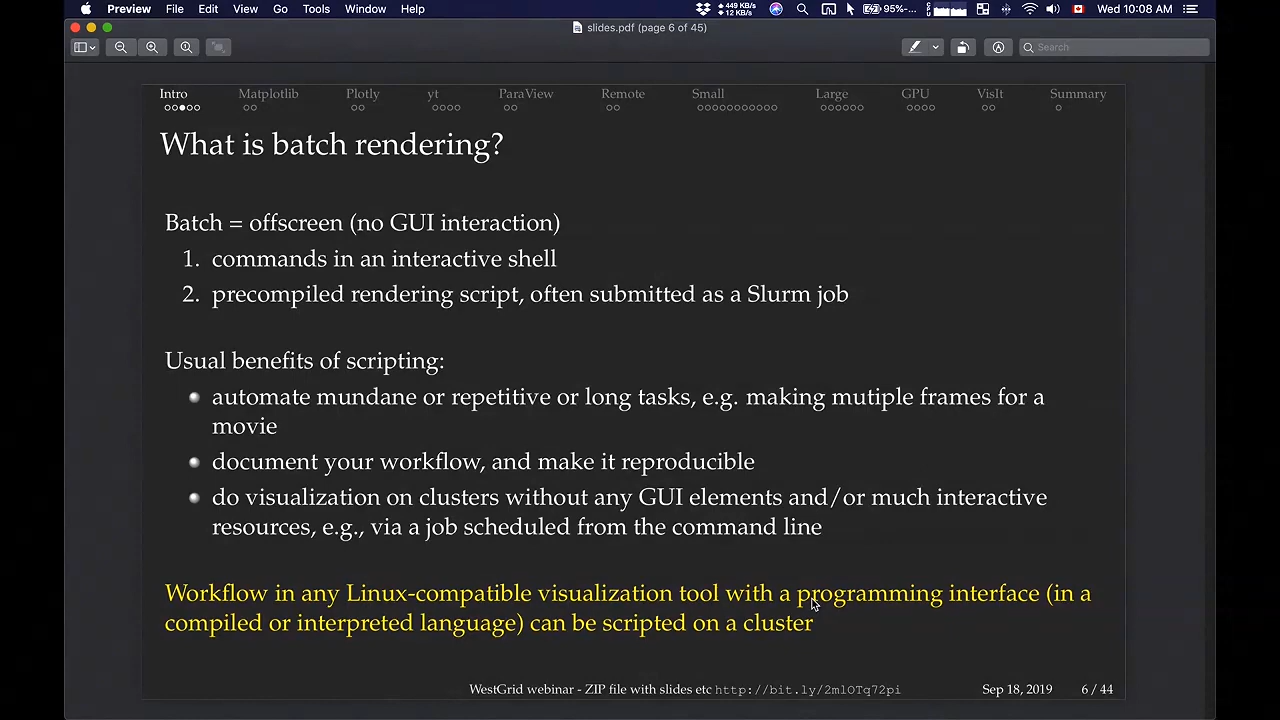 Preview File Edit View Go Tools Window Help 449 KB/s 12 KB/s 95% Wed 10:08 AM
slides.pdf (page 6 of 45)
Search
Intro Matplotlib Plotly yt ParaView Remote Small Large GPU VisIt Summary
What is batch rendering?
Batch = offscreen (no GUI interaction)
1. commands in an interactive shell
2. precompiled rendering script, often submitted as a Slurm job
Usual benefits of scripting:
automate mundane or repetitive or long tasks, e.g. making mutiple frames for a
movie
document your workflow, and make it reproducible
do visualization on clusters without any GUI elements and/or much interactive
resources, e.g., via a job scheduled from the command line
Workflow in any Linux-compatible visualization tool with a programming interface (in a
compiled or interpreted language) can be scripted on a cluster
WestGrid webinar - ZIP file with slides etc http://bit.ly/2mlOTq72pi Sep 18, 2019 6 / 44